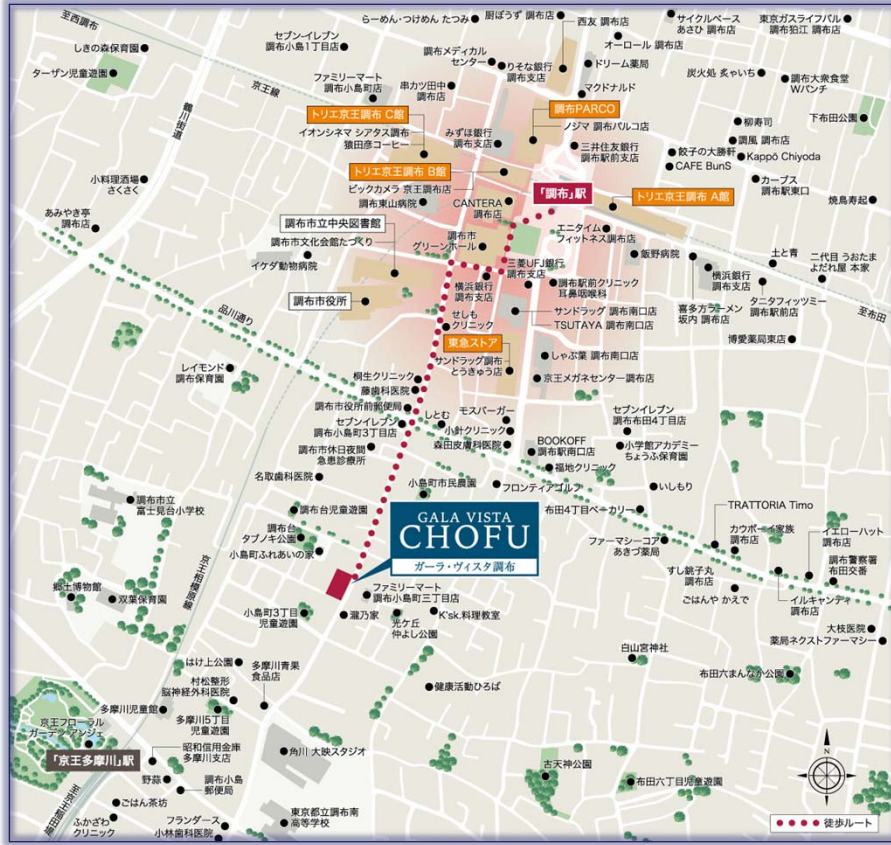 至西調布
しきの森保育園
ターザン児童遊園
鶴川街道
京王線
セブン-イレブン
調布小島1丁目店
ファミリーマート
調布小島町店
らーめん・つけめん たつみ
厨ぼうず 調布店
調布メディカル
センター
りそな銀行
調布支店
串カツ田中
調布店
西友 調布店
オーロール 調布店
ドリーム薬局
マクドナルド
サイクルベース
あさひ 調布店
東京ガスライフバル
調布狛江 調布店
炭火処 炙ゃいち
調布大衆食堂
Wパンチ
下布田公園
柳寿司
調風 調布店
餃子の大勝軒
Kappō Chiyoda
CAFE BunS
カーブス
調布駅東口
焼鳥寿起
トリエ京王調布 C館
イオンシネマ シアタス調布
猿田彦コーヒー
みずほ銀行
調布支店
調布PARCO
ノジマ 調布パルコ店
三井住友銀行
調布駅前支店
トリエ京王調布 B館
ビックカメラ 京王調布店
調布東山病院
CANTERA
調布店
「調布」駅
トリエ京王調布 A館
小料理酒場
さくさく
あみやき亭
調布店
調布市立中央図書館
調布市文化会館たづくり
イケダ動物病院
調布市
グリーンホール
エニタイム
フィットネス調布店
飯野病院
三菱UFJ銀行
調布支店
横浜銀行
調布支店
調布駅前クリニック
耳鼻咽喉科
土と青
二代目 うおたま
よだれ屋 本家
横浜銀行
調布支店
喜多方ラーメン
坂内 調布店
タニタフィッツミー
調布駅前店
至布田
品川通り
調布市役所
せしも
クリニック
サンドラッグ 調布南口店
TSUTAYA 調布南口店
博愛薬局東店
東急ストア
サンドラッグ調布
とうきゅう店
しゃぶ葉 調布南口店
京王メガネセンター調布店
レイモンド
調布保育園
桐生クリニック
藤歯科医院
調布市役所前郵便局
セブンイレブン
調布小島町3丁目店
しとむ
モスバーガー
小針クリニック
森田皮膚科医院
セブンイレブン
調布布田4丁目店
小学館アカデミー
ちょうふ保育園
BOOKOFF
調布駅南口店
福地クリニック
調布市休日夜間
急患診療所
名取歯科医院
小島町市民農園
フロンティアゴルフ
いしもり
布田4丁目ベーカリー
TRATTORIA Timo
調布市立
富士見台小学校
調布台児童遊園
調布台
タブノキ公園
小島町ふれあいの家
GALA VISTA
CHOFU
ガーラ・ヴィスタ調布
ファーマシーコア
あきづ薬局
カウボーイ家族
調布店
イエローハット
調布店
すし銚子丸
調布店
調布警察署
布田交番
ごはんや かえで
イルキャンティ
調布店
京王相模原線
郷土博物館
双葉保育園
小島町3丁目
児童遊園
ファミリーマート
調布小島町三丁目店
瀧乃家
光ケ丘
仲よし公園
K'sk.料理教室
大枝医院
薬局ネクストファーマシー
白山宮神社
布田六まんなか公園
はけ上公園
村松整形
脳神経外科医院
多摩川青果
食品店
健康活動ひろば
多摩川児童館
多摩川5丁目
児童遊園
京王フローラル
ガーデン アンジェ
「京王多摩川」駅
昭和信用金庫
多摩川支店
角川 大映スタジオ
野蒜
調布小島
郵便局
古天神公園
布田六丁目児童遊園
ごはん茶坊
ふかざわ
クリニック
フランダース
小林歯科医院
東京都立調布南
高等学校
至京王稲田堤
N
徒歩ルート